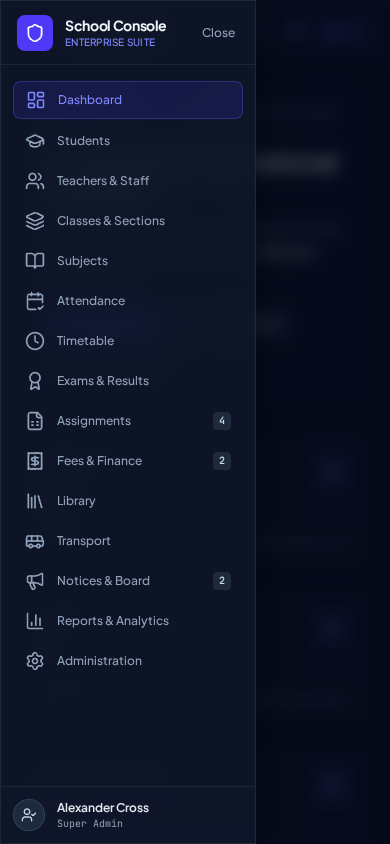 School Console
ENTERPRISE SUITE
Close
Dashboard
Students
Teachers & Staff
Classes & Sections
Subjects
Attendance
Timetable
Exams & Results
Assignments 4
Fees & Finance 2
Library
Transport
Notices & Board 2
Reports & Analytics
Administration
Alexander Cross
Super Admin